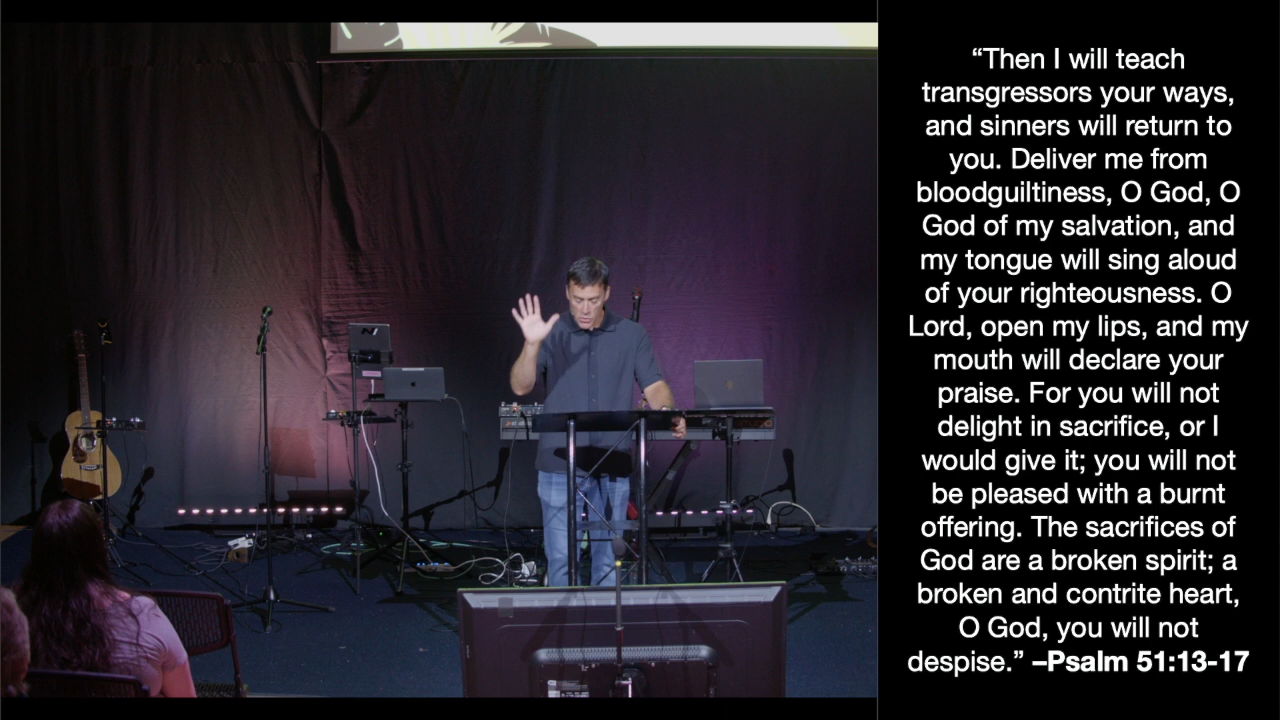 “Then I will teach
transgressors your ways,
and sinners will return to
you. Deliver me from
bloodguiltiness, O God, O
God of my salvation, and
my tongue will sing aloud
of your righteousness. O
Lord, open my lips, and my
mouth will declare your
praise. For you will not
delight in sacrifice, or I
would give it; you will not
be pleased with a burnt
offering. The sacrifices of
God are a broken spirit; a
broken and contrite heart,
O God, you will not
despise.” –Psalm 51:13-17